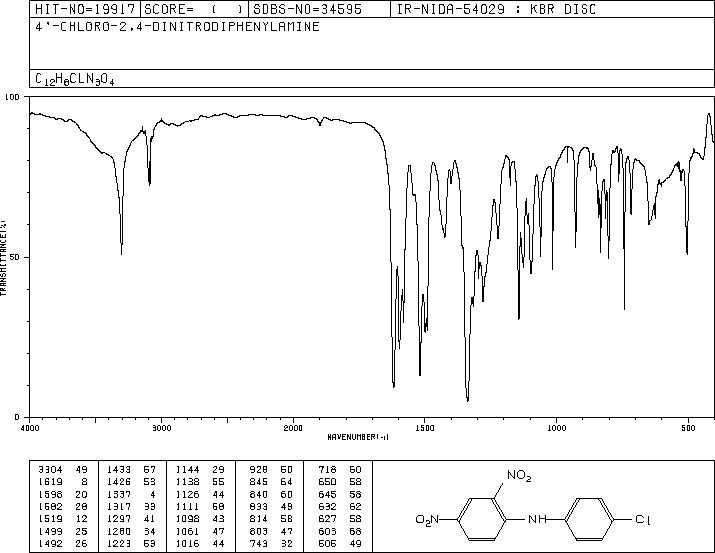 HIT-NO=19917 SCORE= ( ) SDBS-NO=34595 IR-NIDA-54029 : KBR DISC
4'-CHLORO-2,4-DINITRODIPHENYLAMINE
C12H8CLN3O4
100
50
0
TRANSMITTANCE(%)
4000 3000 2000 1500 1000 500
WAVENUMBER(-1)
3304 49 1433 57 1144 29 928 50 718 60
1619 8 1426 53 1138 55 845 64 650 58
1598 20 1337 4 1126 44 840 60 645 58
1582 28 1317 33 1111 58 833 49 632 62
1519 12 1297 41 1098 43 814 58 627 58
1499 25 1280 34 1061 47 803 47 603 58
1492 26 1223 53 1016 44 743 32 505 49
NO2
O2N
NH
Cl